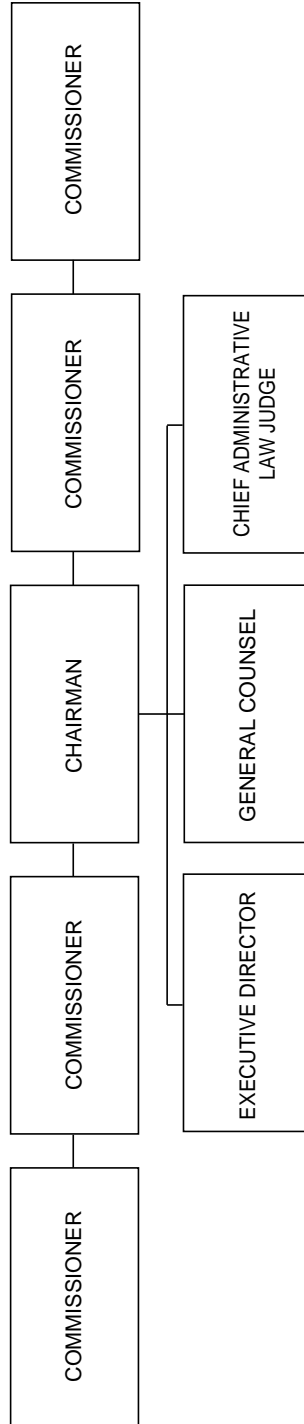 COMMISSIONER
COMMISSIONER
CHAIRMAN
COMMISSIONER
COMMISSIONER
EXECUTIVE DIRECTOR
GENERAL COUNSEL
CHIEF ADMINISTRATIVE
LAW JUDGE